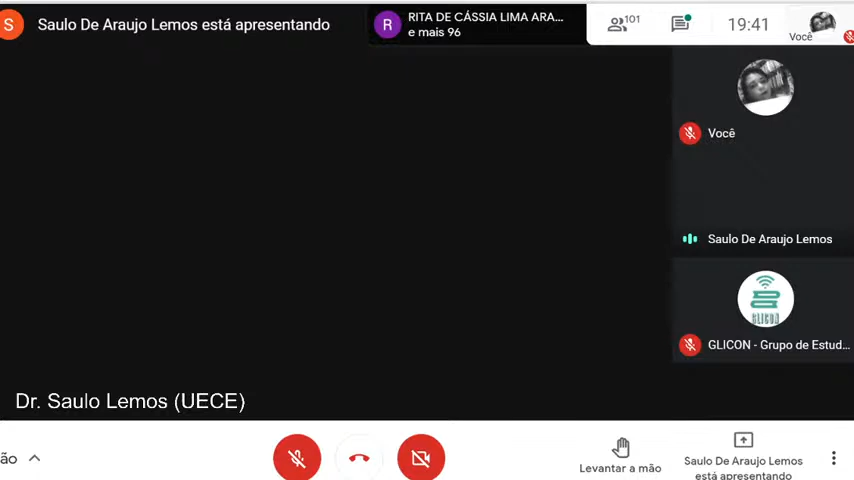 S
Saulo De Araujo Lemos está apresentando
R
RITA DE CÁSSIA LIMA ARA...
e mais 96
101
19:41
Você
Você
Saulo De Araujo Lemos
GLICON
GLICON - Grupo de Estud...
Dr. Saulo Lemos (UECE)
ão
Levantar a mão
Saulo De Araujo Lemos
está apresentando